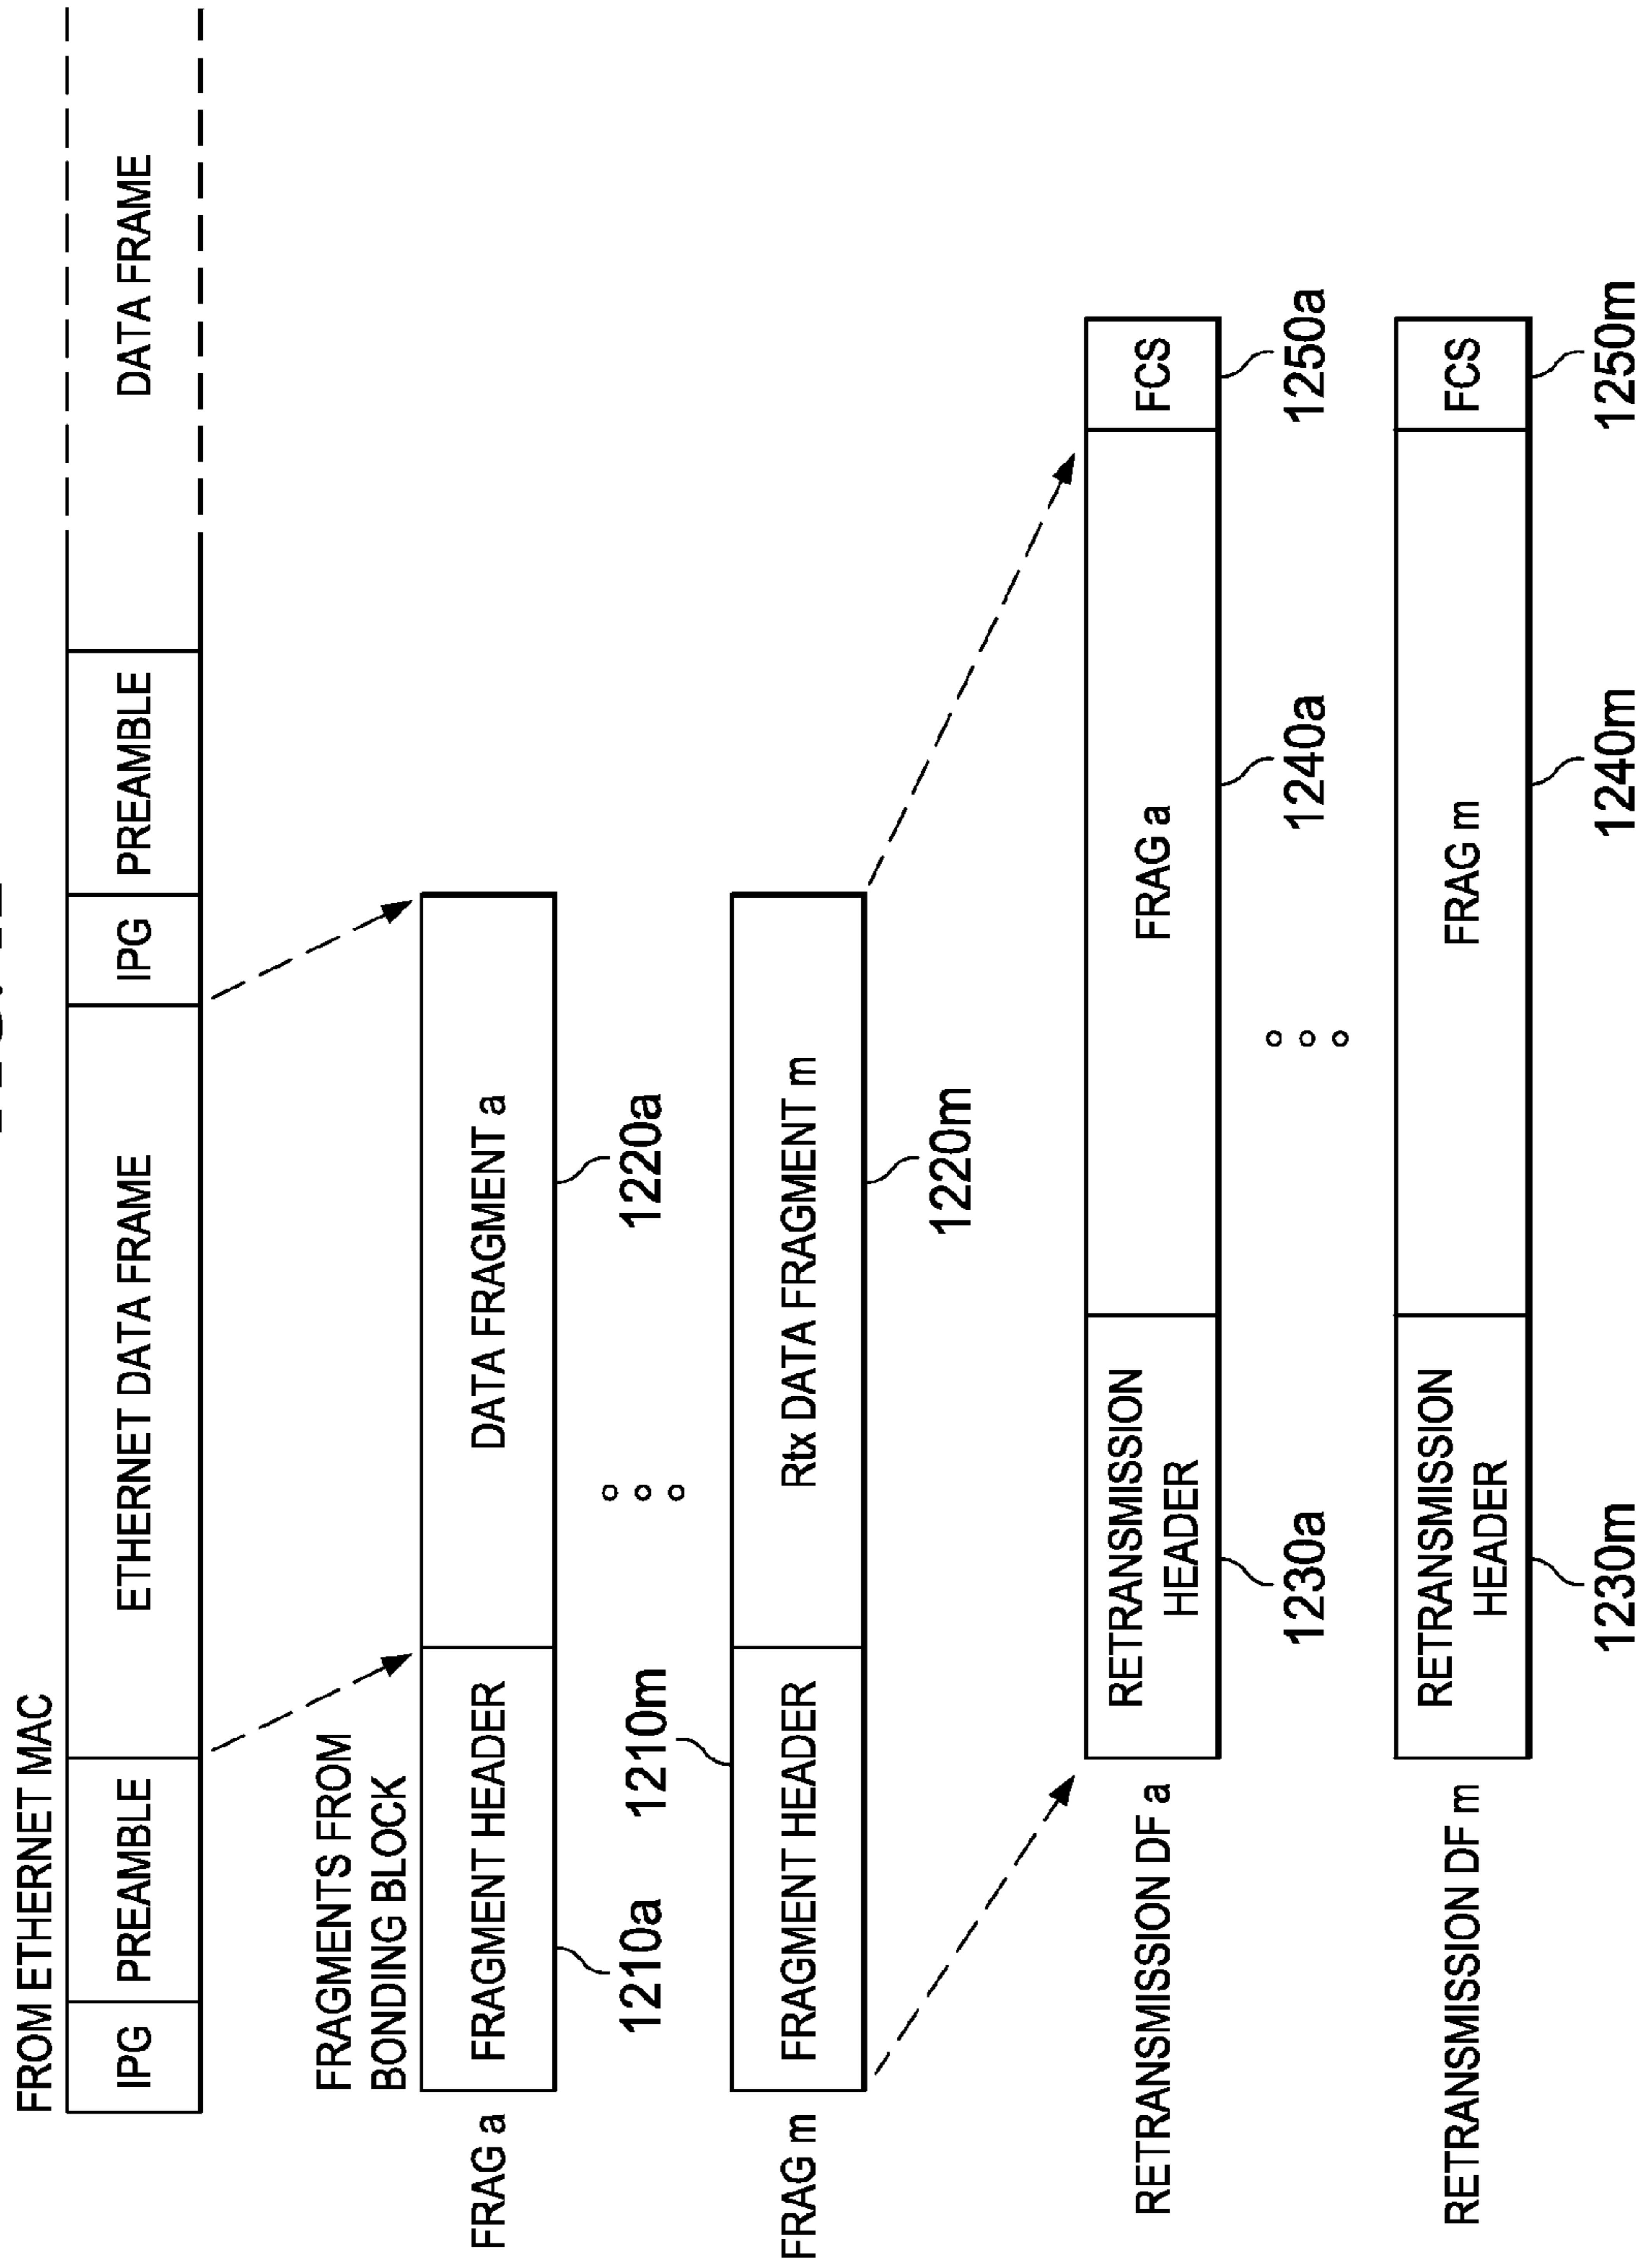 FROM ETHERNET MAC
IPG
PREAMBLE
ETHERNET DATA FRAME
IPG
PREAMBLE
DATA FRAME
FRAGMENTS FROM
BONDING BLOCK
FRAG a
FRAGMENT HEADER
DATA FRAGMENT a
1210a
1220a
1210m
FRAG m
FRAGMENT HEADER
Rtx DATA FRAGMENT m
1220m
RETRANSMISSION DF a
RETRANSMISSION
HEADER
FRAG a
FCS
1230a
1240a
1250a
RETRANSMISSION DF m
RETRANSMISSION
HEADER
FRAG m
FCS
1230m
1240m
1250m